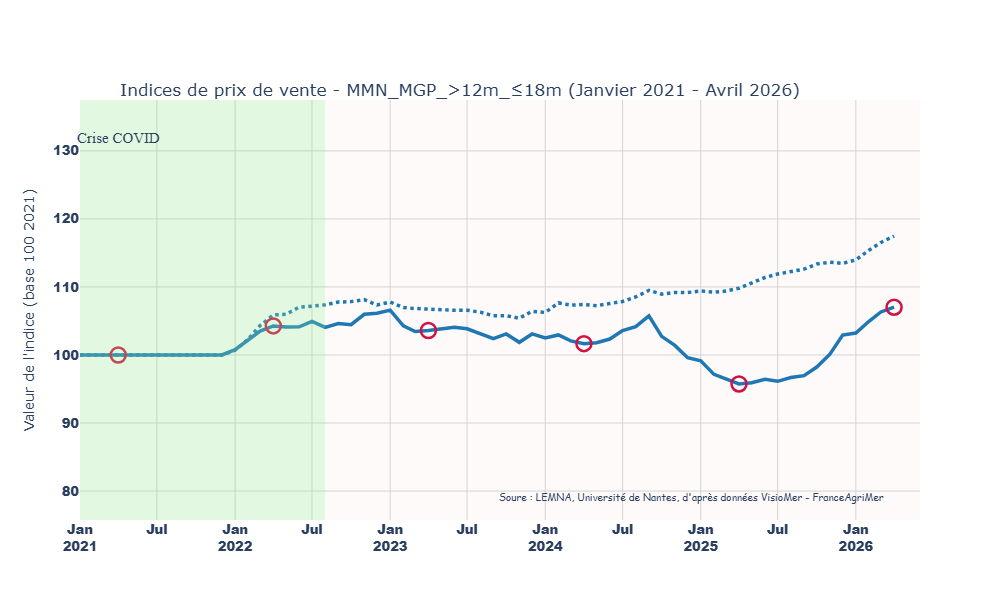 Indices de prix de vente - MMN_MGP_>12m_≤18m (Janvier 2021 - Avril 2026)
Crise COVID
Valeur de l'indice (base 100 2021)
130
120
110
100
90
80
Soure : LEMNA, Université de Nantes, d'après données VisioMer - FranceAgriMer
Jan Jul Jan Jul Jan Jul Jan Jul Jan Jul Jan
2021 2022 2023 2024 2025 2026